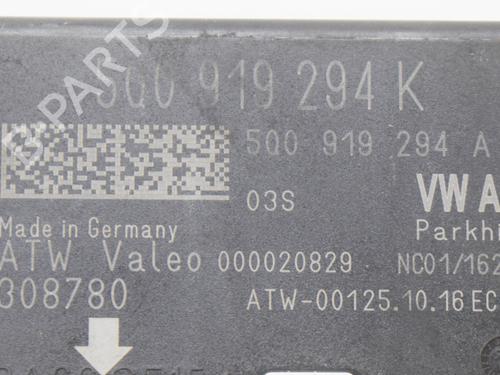 5Q0 919 294 K
5Q0 919 294 A
03S VW A
Made in Germany Parkhi
ATW Valeo 000020829 NC01/162
308780 ATW-00125.10.16 EC
B-PARTS